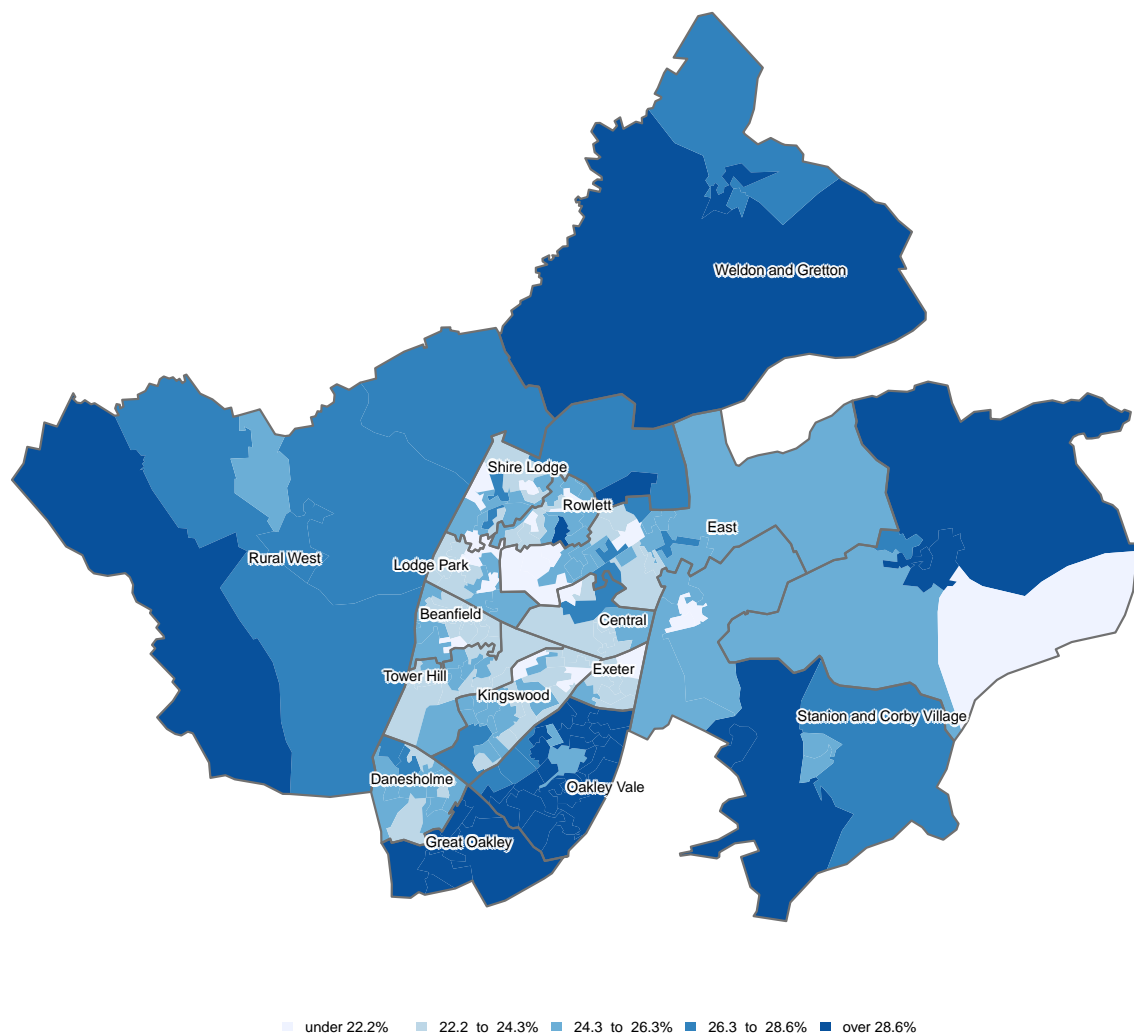 Weldon and Gretton
Shire Lodge
Rowlett
East
Rural West
Lodge Park
Beanfield
Central
Exeter
Tower Hill
Kingswood
Stanion and Corby Village
Danesholme
Oakley Vale
Great Oakley
under 22.2% 22.2 to 24.3% 24.3 to 26.3% 26.3 to 28.6% over 28.6%